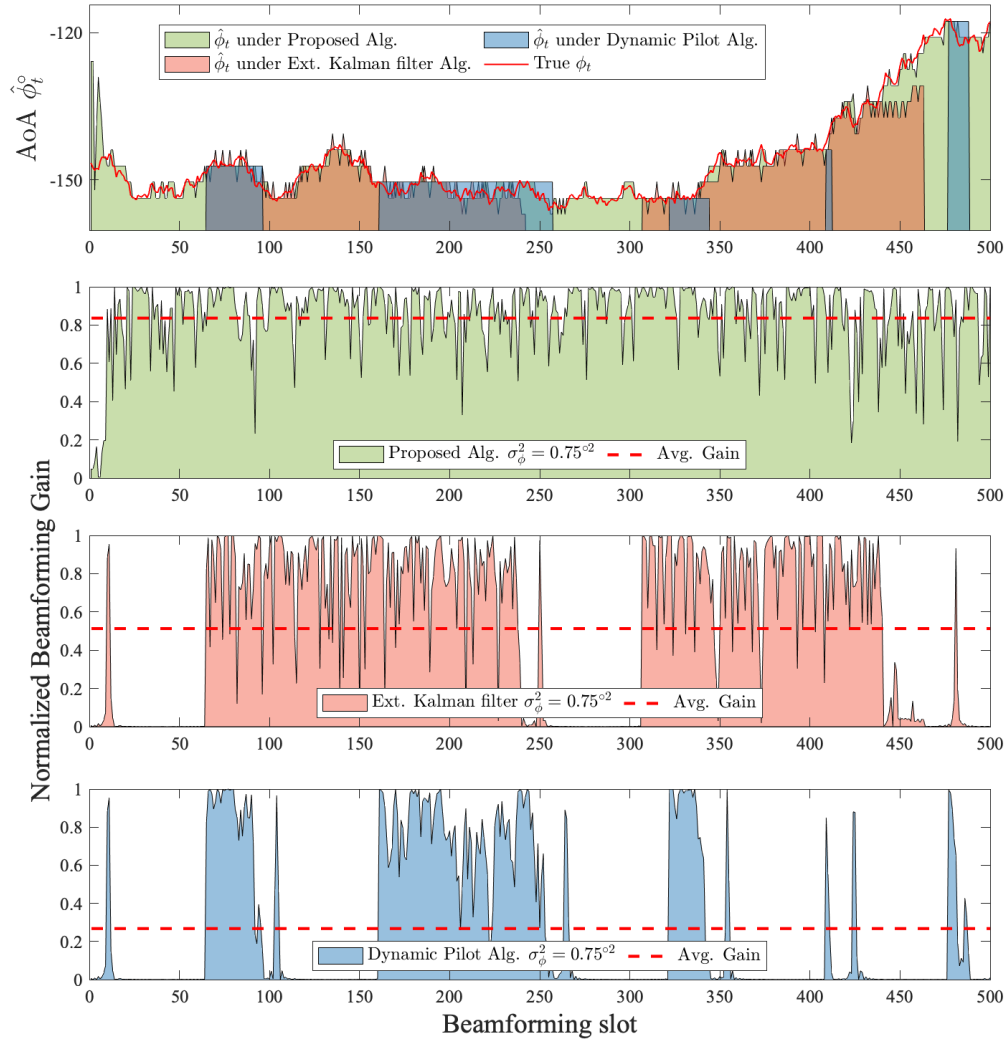 -120
-150
AoA $\hat{\phi}_t^\circ$
$\hat{\phi}_t$ under Proposed Alg.
$\hat{\phi}_t$ under Dynamic Pilot Alg.
$\hat{\phi}_t$ under Ext. Kalman filter Alg.
True $\phi_t$
0 50 100 150 200 250 300 350 400 450 500
Normalized Beamforming Gain
1
0.8
0.6
0.4
0.2
0
Proposed Alg. $\sigma_\phi^2 = 0.75^{\circ 2}$ Avg. Gain
0 50 100 150 200 250 300 350 400 450 500
1
0.8
0.6
0.4
0.2
0
Ext. Kalman filter $\sigma_\phi^2 = 0.75^{\circ 2}$ Avg. Gain
0 50 100 150 200 250 300 350 400 450 500
1
0.8
0.6
0.4
0.2
0
Dynamic Pilot Alg. $\sigma_\phi^2 = 0.75^{\circ 2}$ Avg. Gain
0 50 100 150 200 250 300 350 400 450 500
Beamforming slot